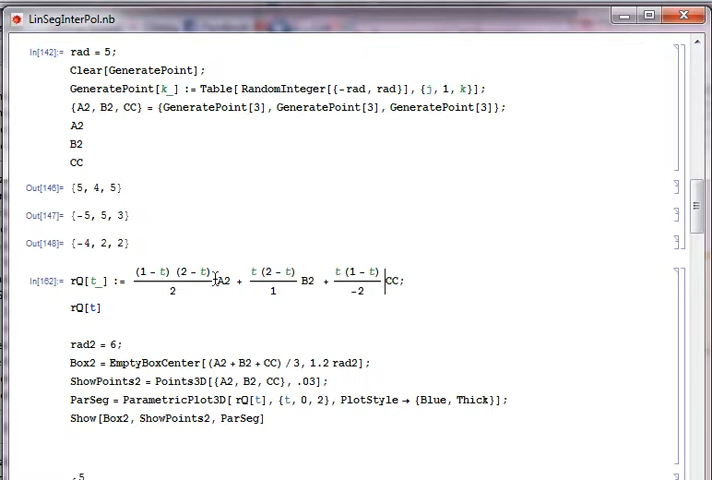 LinSegInterPol.nb
In[142]:= rad = 5;
Clear[GeneratePoint];
GeneratePoint[k_] := Table[ RandomInteger[{-rad, rad}], {j, 1, k}];
{A2, B2, CC} = {GeneratePoint[3], GeneratePoint[3], GeneratePoint[3]};
A2
B2
CC
Out[146]= {5, 4, 5}
Out[147]= {-5, 5, 3}
Out[148]= {-4, 2, 2}
In[162]:= rQ[t_] := (1 - t) (2 - t)/2 A2 + t (2 - t)/1 B2 + t (1 - t)/-2 CC;
rQ[t]
rad2 = 6;
Box2 = EmptyBoxCenter[(A2 + B2 + CC) / 3, 1.2 rad2];
ShowPoints2 = Points3D[{A2, B2, CC}, .03];
ParSeg = ParametricPlot3D[ rQ[t], {t, 0, 2}, PlotStyle → {Blue, Thick}];
Show[Box2, ShowPoints2, ParSeg]